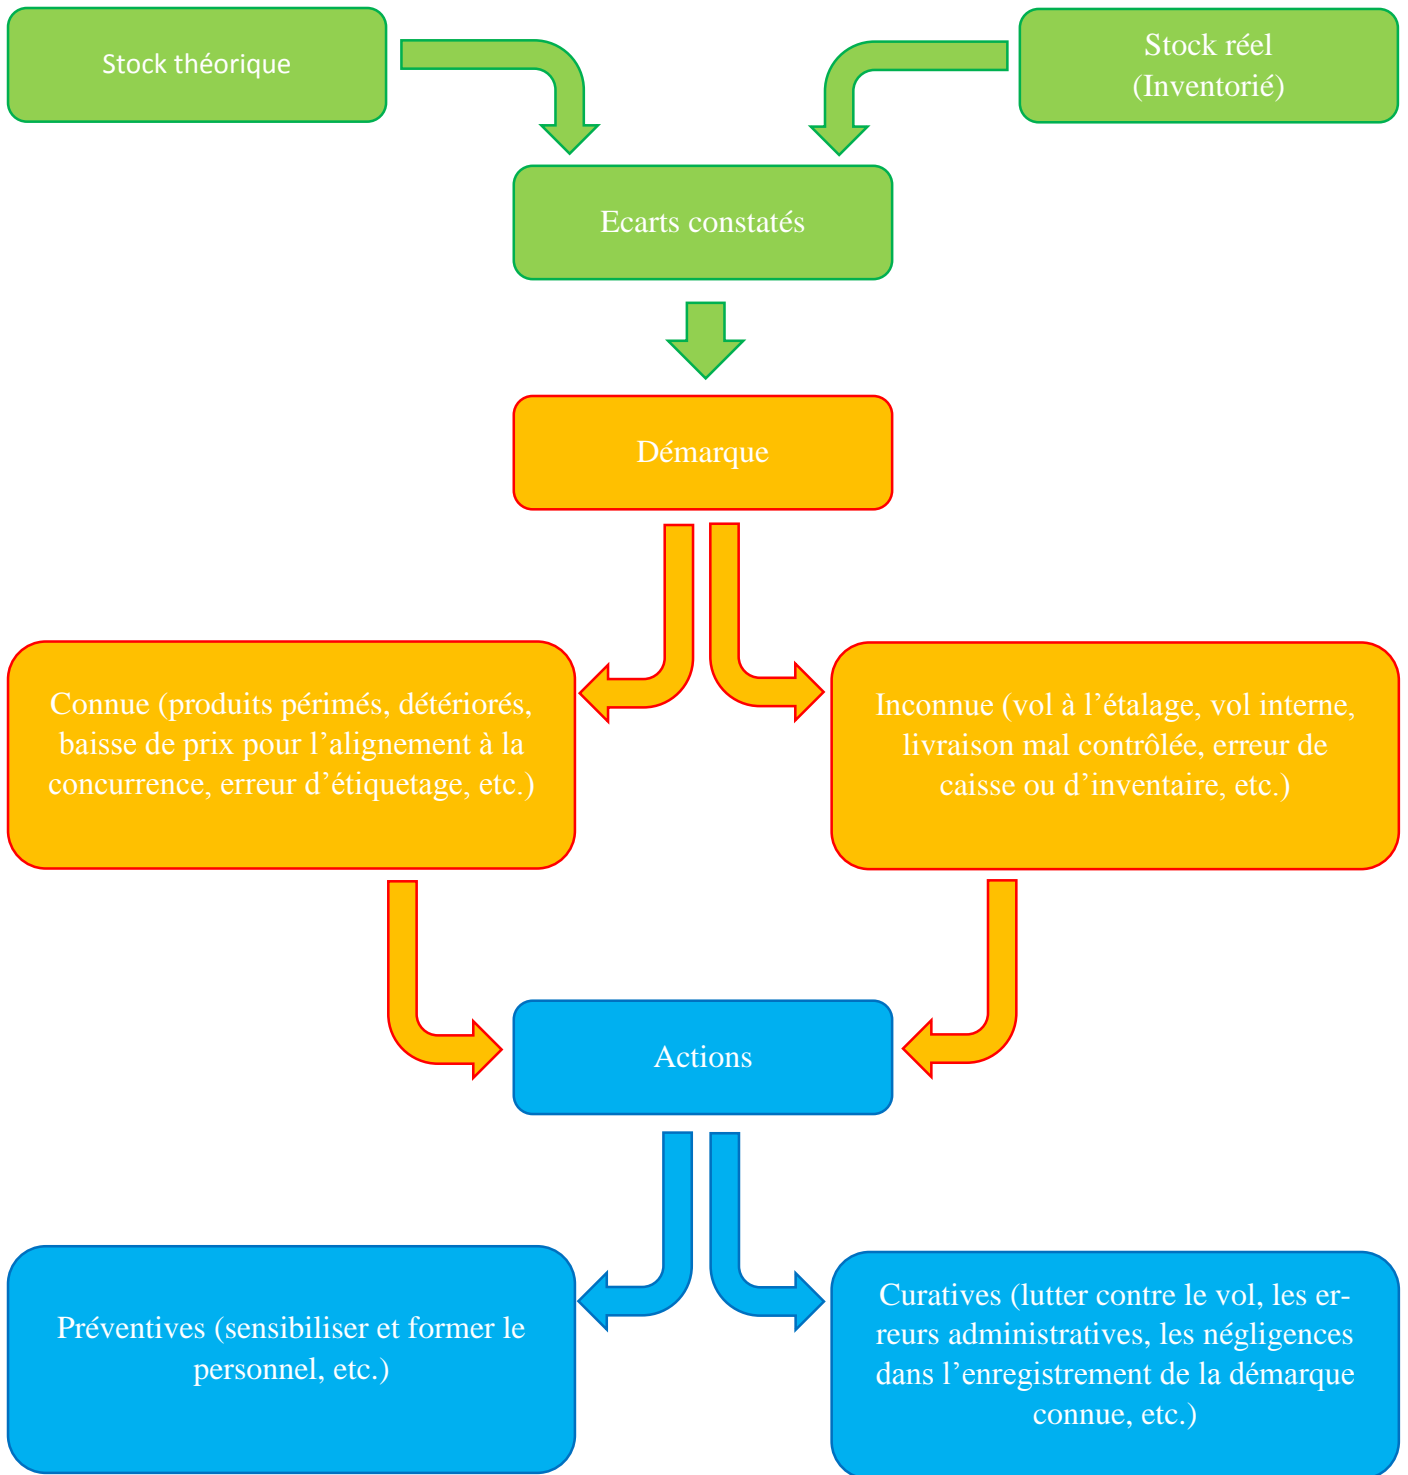 Stock théorique
Stock réel
(Inventorié)
Ecarts constatés
Démarque
Connue (produits périmés, détériorés,
baisse de prix pour l’alignement à la
concurrence, erreur d’étiquetage, etc.)
Inconnue (vol à l’étalage, vol interne,
livraison mal contrôlée, erreur de
caisse ou d’inventaire, etc.)
Actions
Préventives (sensibiliser et former le
personnel, etc.)
Curatives (lutter contre le vol, les er-
reurs administratives, les négligences
dans l’enregistrement de la démarque
connue, etc.)